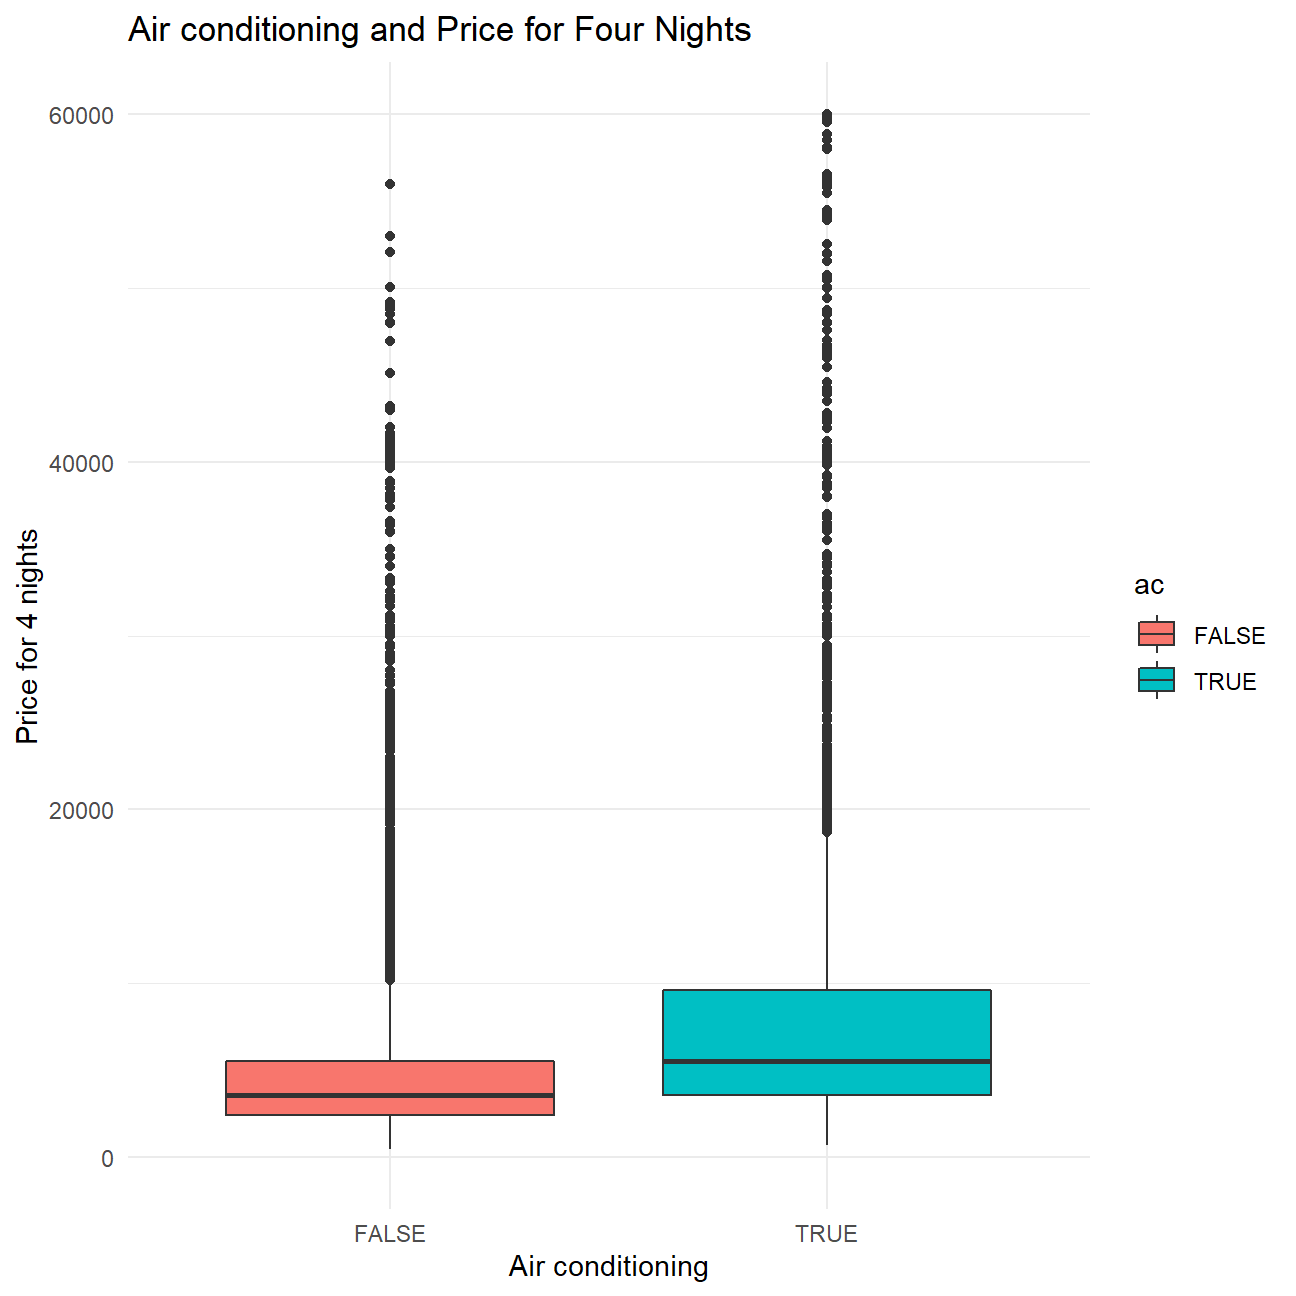 Air conditioning and Price for Four Nights
60000
40000
20000
0
Price for 4 nights
FALSE
TRUE
Air conditioning
ac
FALSE
TRUE